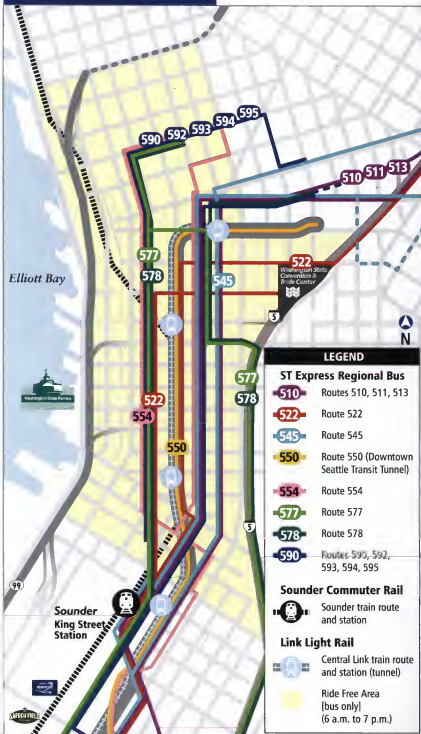 590 592 593 594 595
510 511 513
577
578
545
522
Washington State
Convention &
Trade Center
Elliott Bay
5
N
Washington State Ferries
577
578
522
554
550
5
99
Sounder
King Street
Station
SAFECO FIELD
LEGEND
ST Express Regional Bus
510 Routes 510, 511, 513
522 Route 522
545 Route 545
550 Route 550 (Downtown
Seattle Transit Tunnel)
554 Route 554
577 Route 577
578 Route 578
590 Routes 590, 592,
593, 594, 595
Sounder Commuter Rail
Sounder train route
and station
Link Light Rail
Central Link train route
and station (tunnel)
Ride Free Area
[bus only]
(6 a.m. to 7 p.m.)